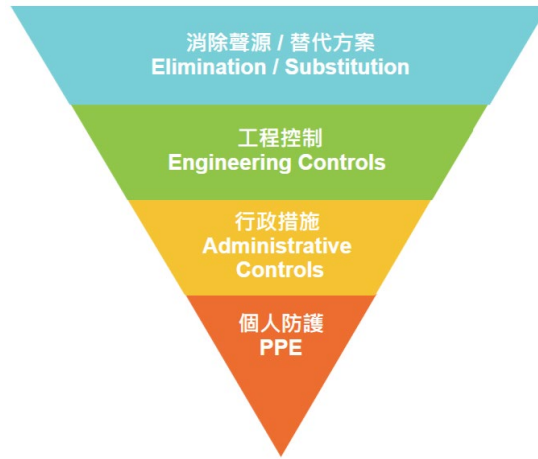 消除聲源 / 替代方案
Elimination / Substitution
工程控制
Engineering Controls
行政措施
Administrative
Controls
個人防護
PPE